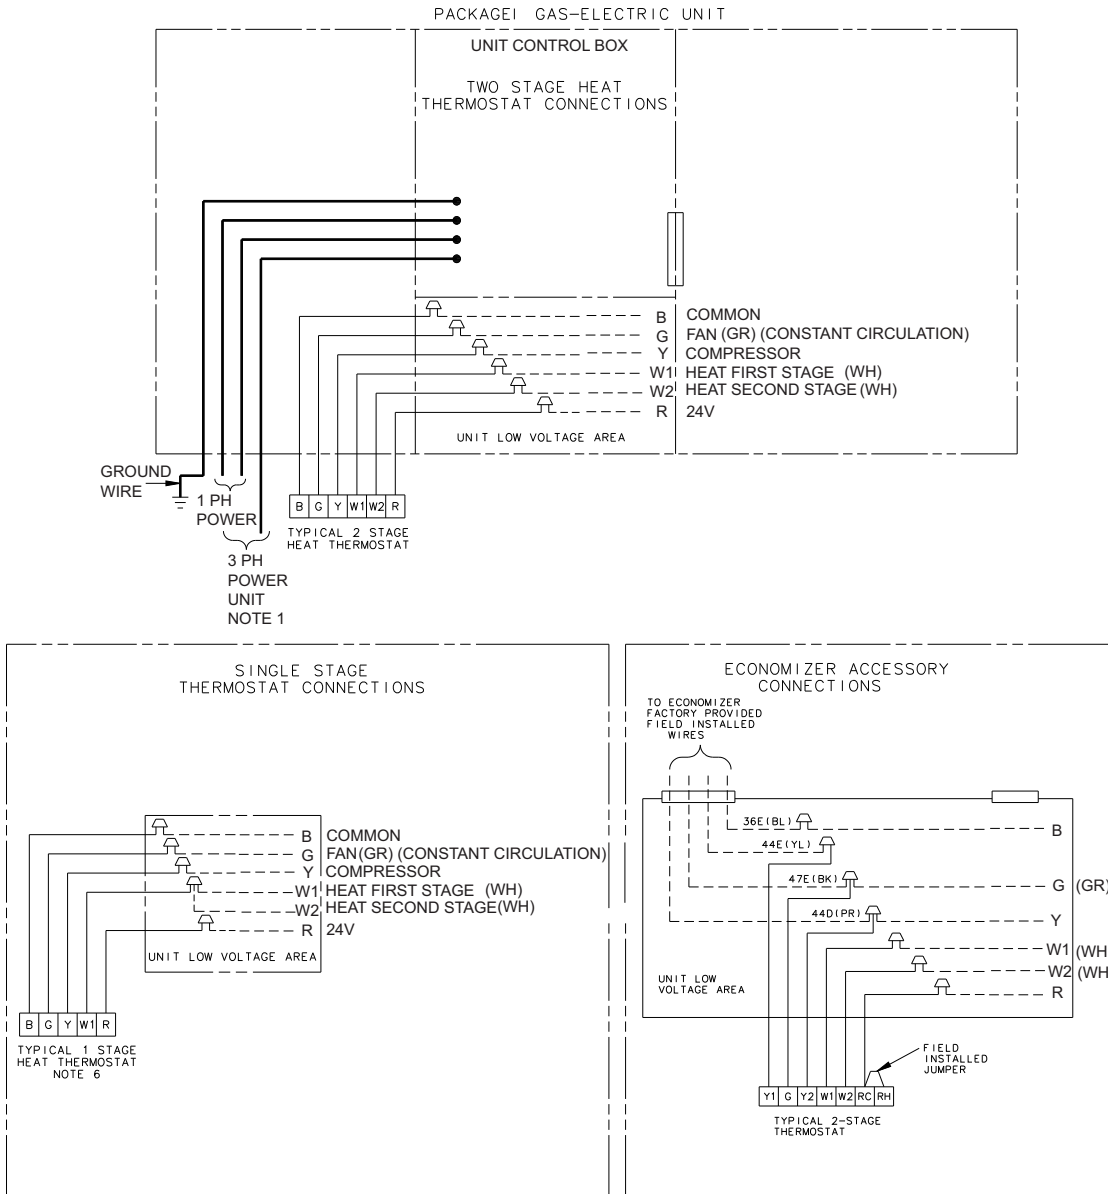 PACKAGEI GAS-ELECTRIC UNIT
UNIT CONTROL BOX
TWO STAGE HEAT
THERMOSTAT CONNECTIONS
B COMMON
G FAN (GR) (CONSTANT CIRCULATION)
Y COMPRESSOR
W1 HEAT FIRST STAGE (WH)
W2 HEAT SECOND STAGE (WH)
R 24V
UNIT LOW VOLTAGE AREA
GROUND
WIRE
1 PH
POWER
3 PH
POWER
UNIT
NOTE 1
B G Y W1 W2 R
TYPICAL 2 STAGE
HEAT THERMOSTAT
SINGLE STAGE
THERMOSTAT CONNECTIONS
B COMMON
G FAN(GR) (CONSTANT CIRCULATION)
Y COMPRESSOR
W1 HEAT FIRST STAGE (WH)
W2 HEAT SECOND STAGE(WH)
R 24V
UNIT LOW VOLTAGE AREA
B G Y W1 R
TYPICAL 1 STAGE
HEAT THERMOSTAT
NOTE 6
ECONOMIZER ACCESSORY
CONNECTIONS
TO ECONOMIZER
FACTORY PROVIDED
FIELD INSTALLED
WIRES
36E(BL)
B
44E(YL)
47E(BK)
G (GR)
44D(PR)
Y
W1 (WH
W2 (WH
R
UNIT LOW
VOLTAGE AREA
FIELD
INSTALLED
JUMPER
Y1 G Y2 W1 W2 RC RH
TYPICAL 2-STAGE
THERMOSTAT